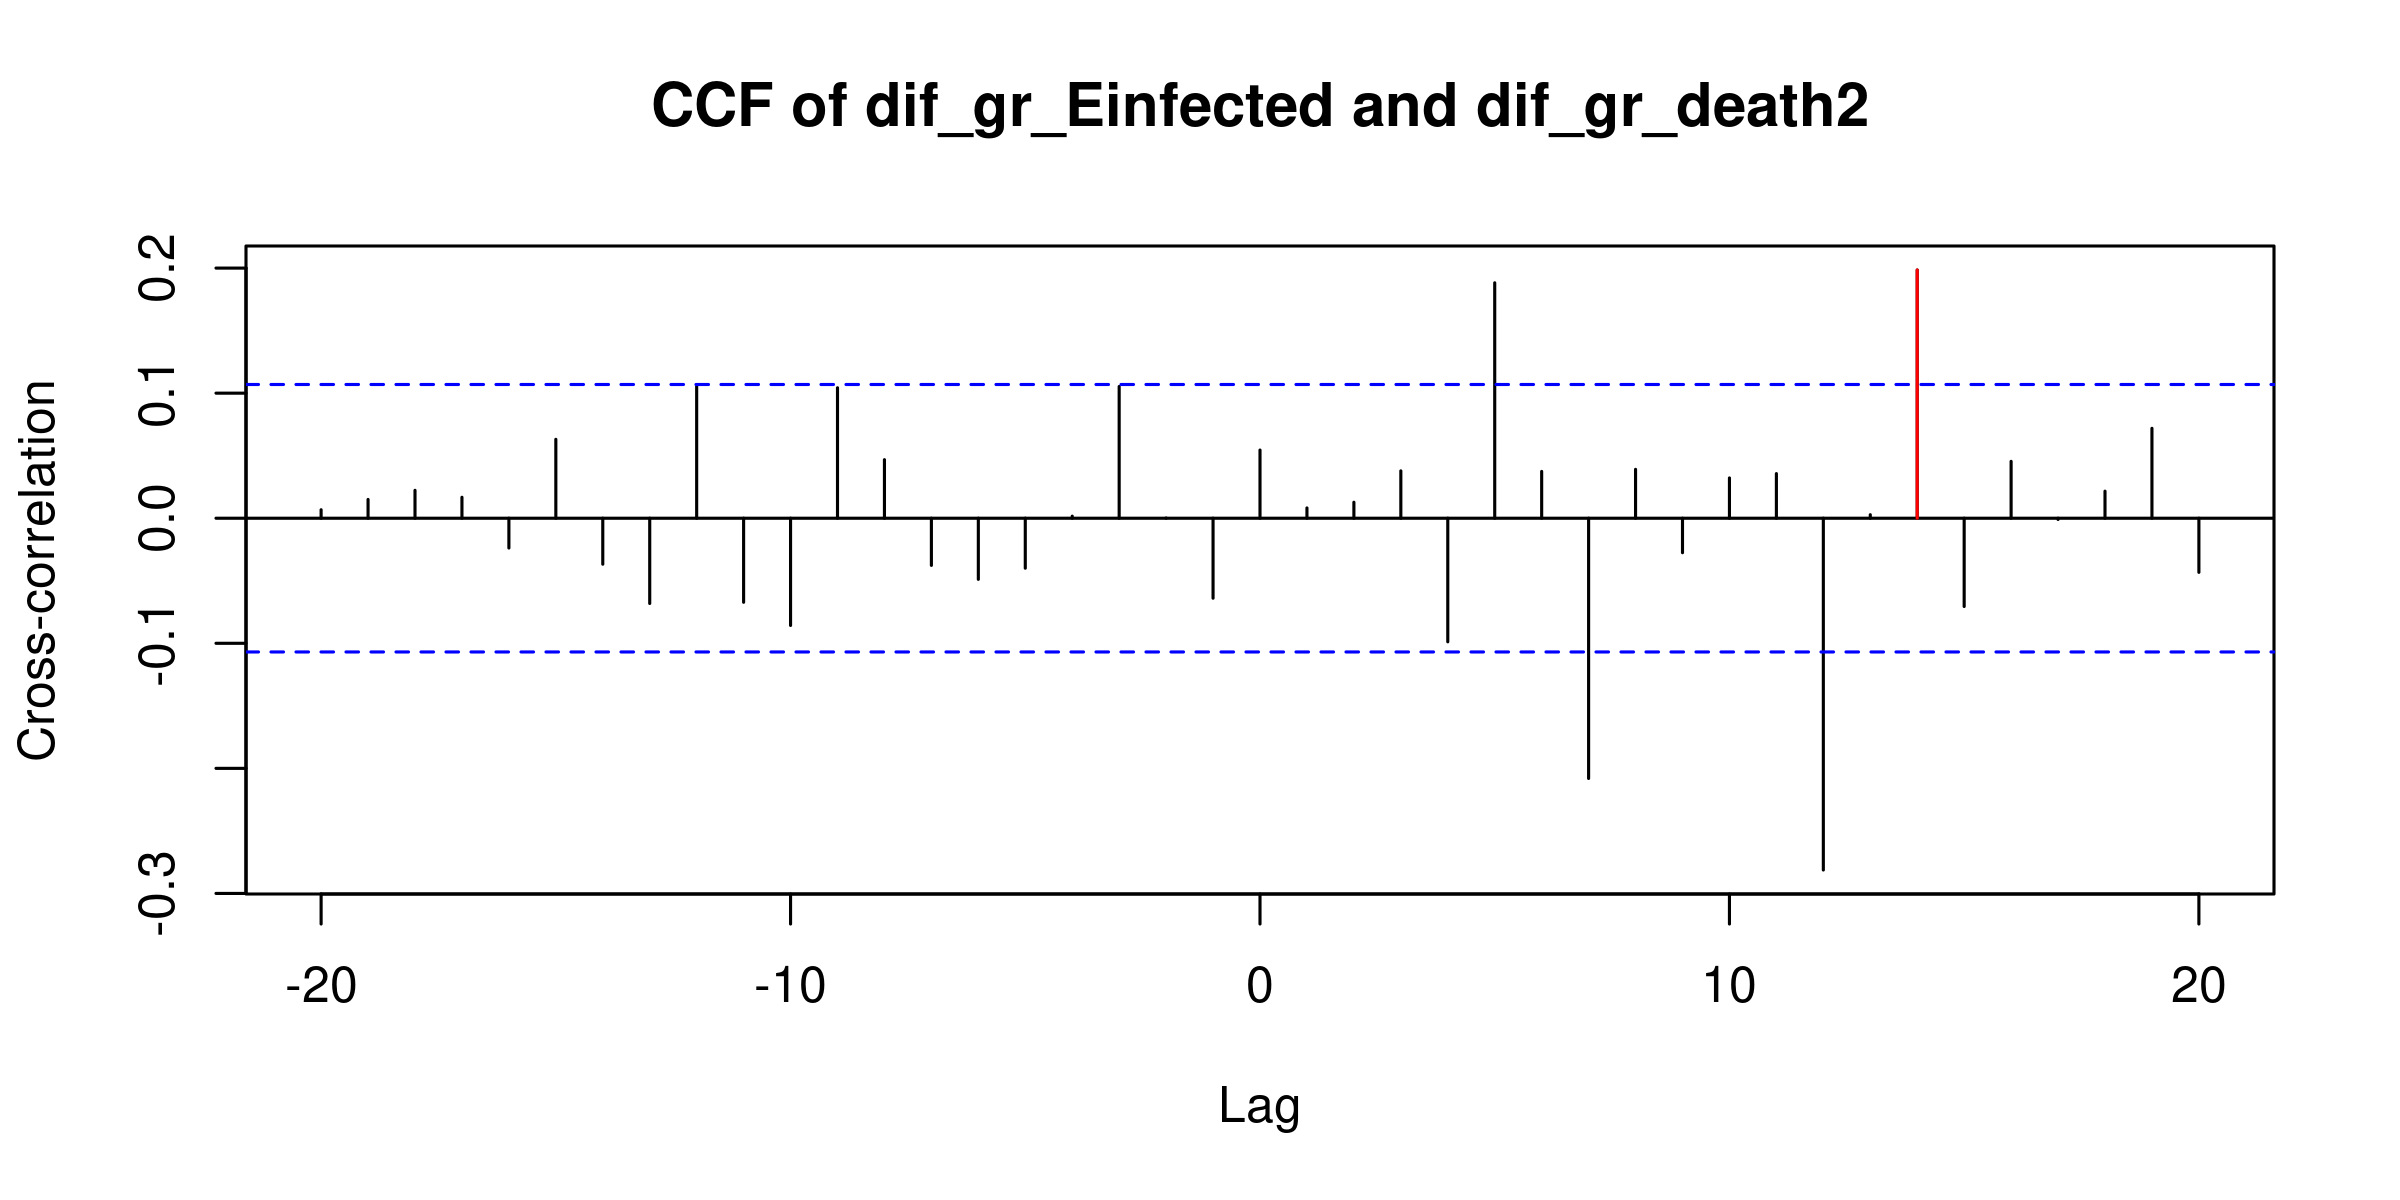 CCF of dif_gr_Einfected and dif_gr_death2
Cross-correlation
0.2
0.1
0.0
-0.1
-0.3
-20 -10 0 10 20
Lag